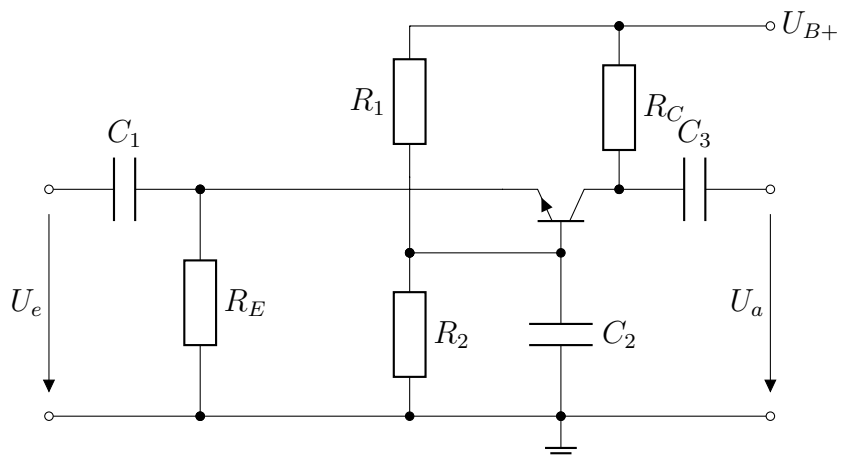 U_{B+}
R_1
R_C
C_1
C_3
U_e
R_E
R_2
C_2
U_a